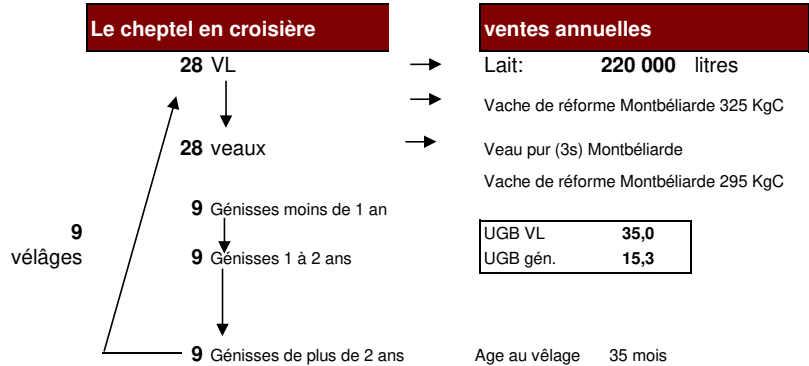 Le cheptel en croisière ventes annuelles
28 VL Lait: 220 000 litres
Vache de réforme Montbéliarde 325 KgC
28 veaux Veau pur (3s) Montbéliarde
Vache de réforme Montbéliarde 295 KgC
9 Génisses moins de 1 an
9 UGB VL 35,0
vélâges 9 Génisses 1 à 2 ans UGB gén. 15,3
9 Génisses de plus de 2 ans Age au vêlage 35 mois